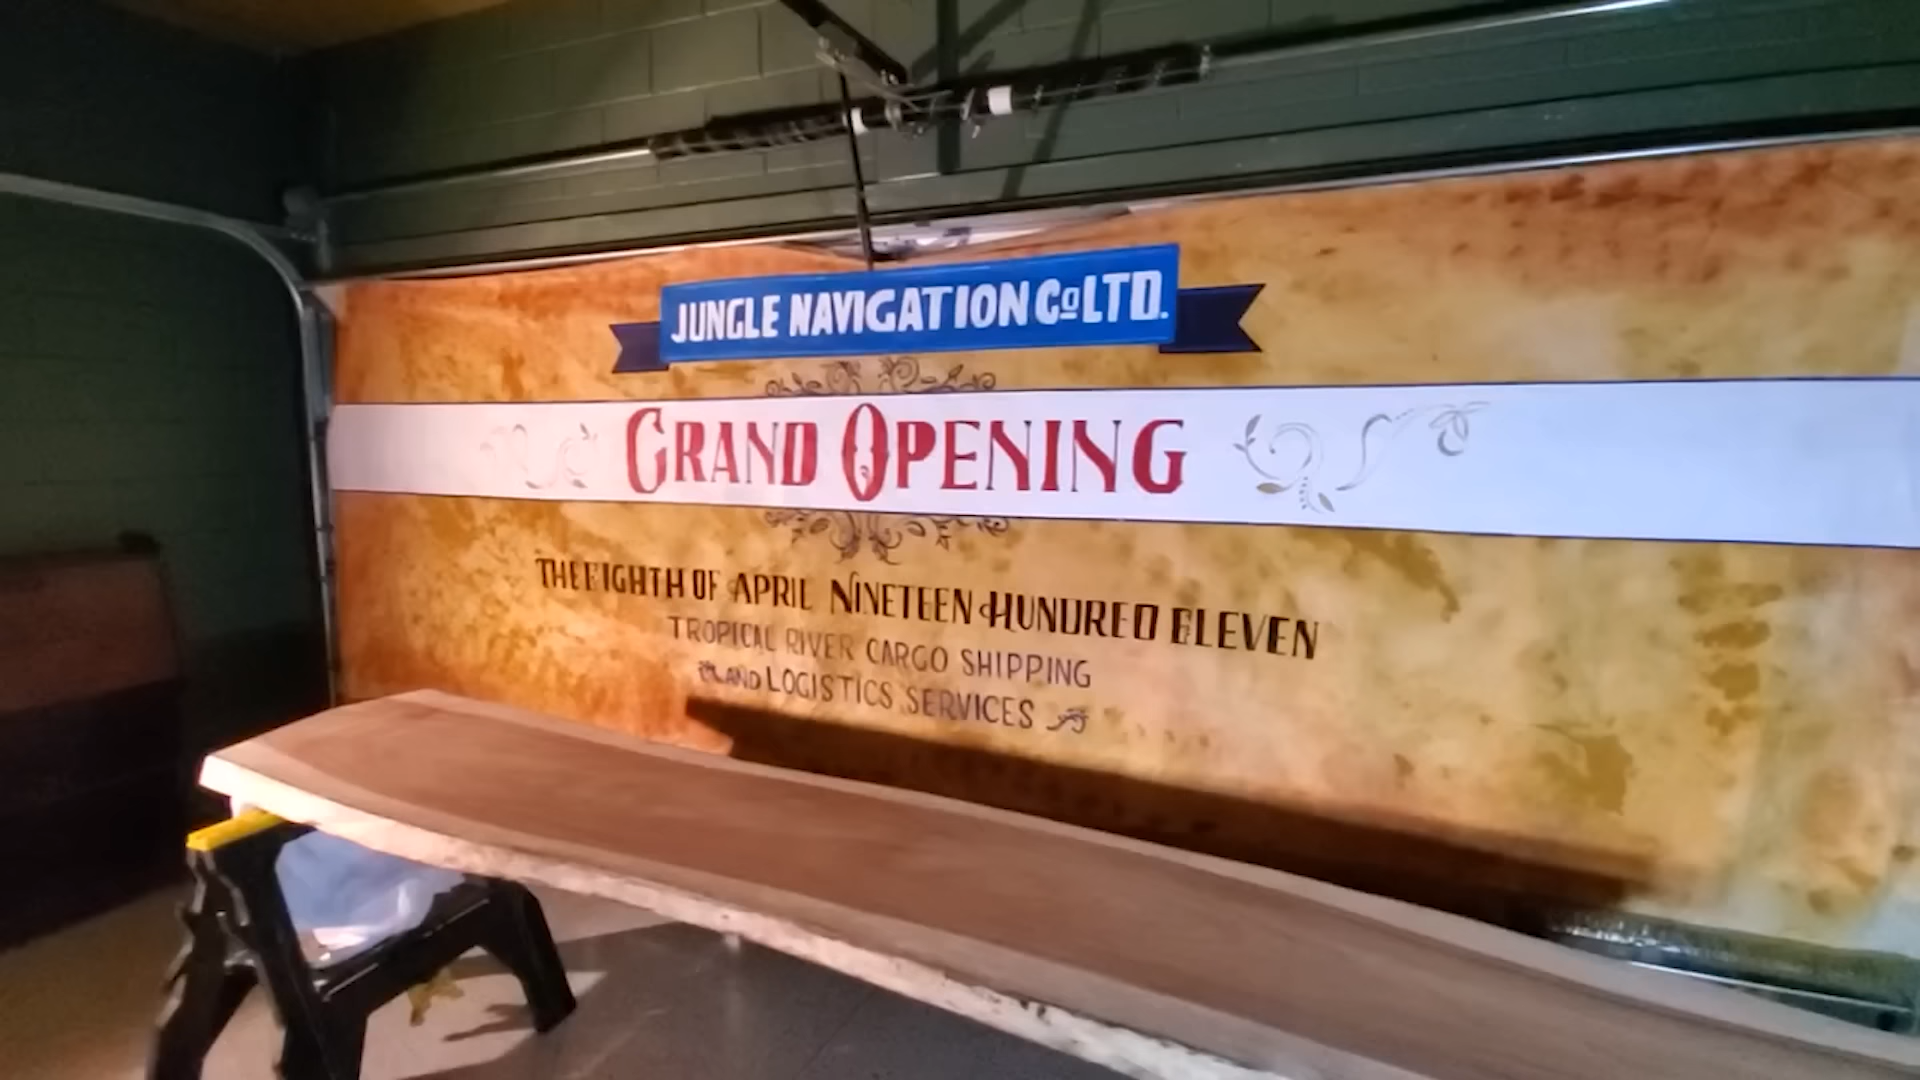 JUNGLE NAVIGATION Co LTD.
GRAND OPENING
THE EIGHTH OF APRIL NINETEEN HUNDRED ELEVEN
TROPICAL RIVER CARGO SHIPPING
AND LOGISTICS SERVICES